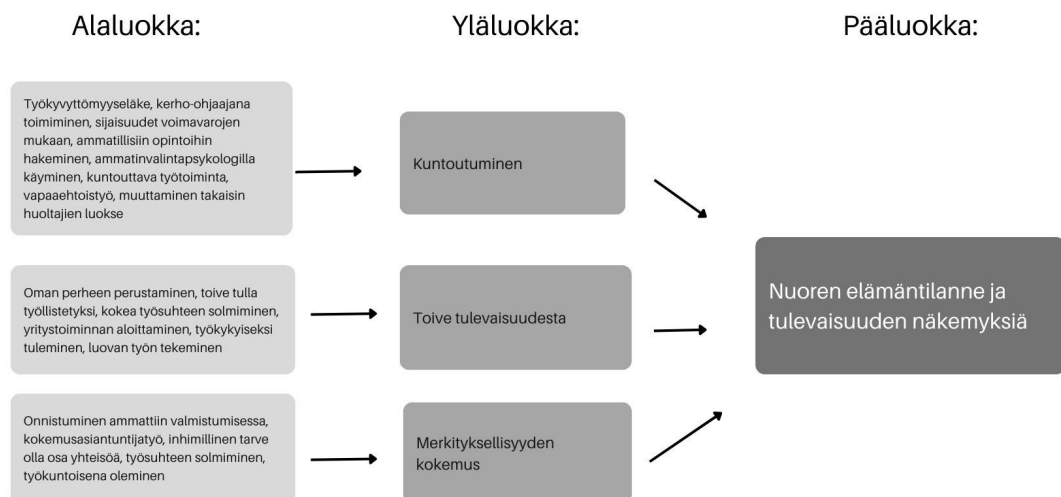 Alaluokka:
Yläluokka:
Pääluokka:
Työkyvyttömyyseläke, kerho-ohjaajana
toimiminen, sijaisuudet voimavarojen
mukaan, ammatillisiin opintoihin
hakeminen, ammatinvalintapsykologilla
käyminen, kuntouttava työtoiminta,
vapaaehtoistyö, muuttaminen takaisin
huoltajien luokse
Kuntoutuminen
Oman perheen perustaminen, toive tulla
työllistetyksi, kokea työsuhteen solmiminen,
yritystoiminnan aloittaminen, työkykyiseksi
tuleminen, luovan työn tekeminen
Toive tulevaisuudesta
Nuoren elämäntilanne ja
tulevaisuuden näkemyksiä
Onnistuminen ammattiin valmistumisessa,
kokemusasiantuntijatyö, inhimillinen tarve
olla osa yhteisöä, työsuhteen solmiminen,
työkuntoisena oleminen
Merkityksellisyyden
kokemus